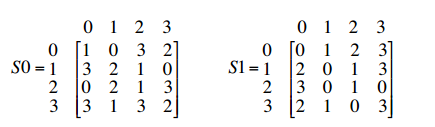 0 1 2 3 0 1 2 3
0 [1 0 3 2] 0 [0 1 2 3]
S0 = 1 3 2 1 0 S1 = 1 2 0 1 3
2 0 2 1 3 2 3 0 1 0
3 [3 1 3 2] 3 [2 1 0 3]